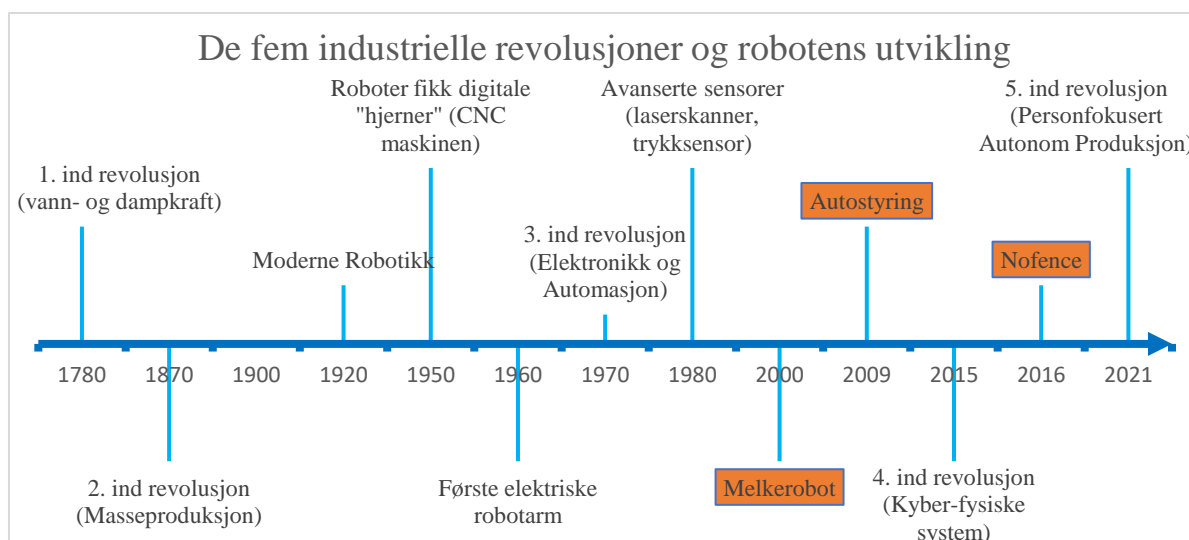 De fem industrielle revolusjoner og robotens utvikling
Roboter fikk digitale
"hjerner" (CNC
maskinen)
Avanserte sensorer
(laserskanner,
trykksensor)
5. ind revolusjon
(Personfokusert
Autonom Produksjon)
1. ind revolusjon
(vann- og dampkraft)
Autostyring
3. ind revolusjon
(Elektronikk og
Automasjon)
Moderne Robotikk
Nofence
1780 1870 1900 1920 1950 1960 1970 1980 2000 2009 2015 2016 2021
2. ind revolusjon
(Masseproduksjon)
Første elektriske
robotarm
Melkerobot
4. ind revolusjon
(Kyber-fysiske
system)